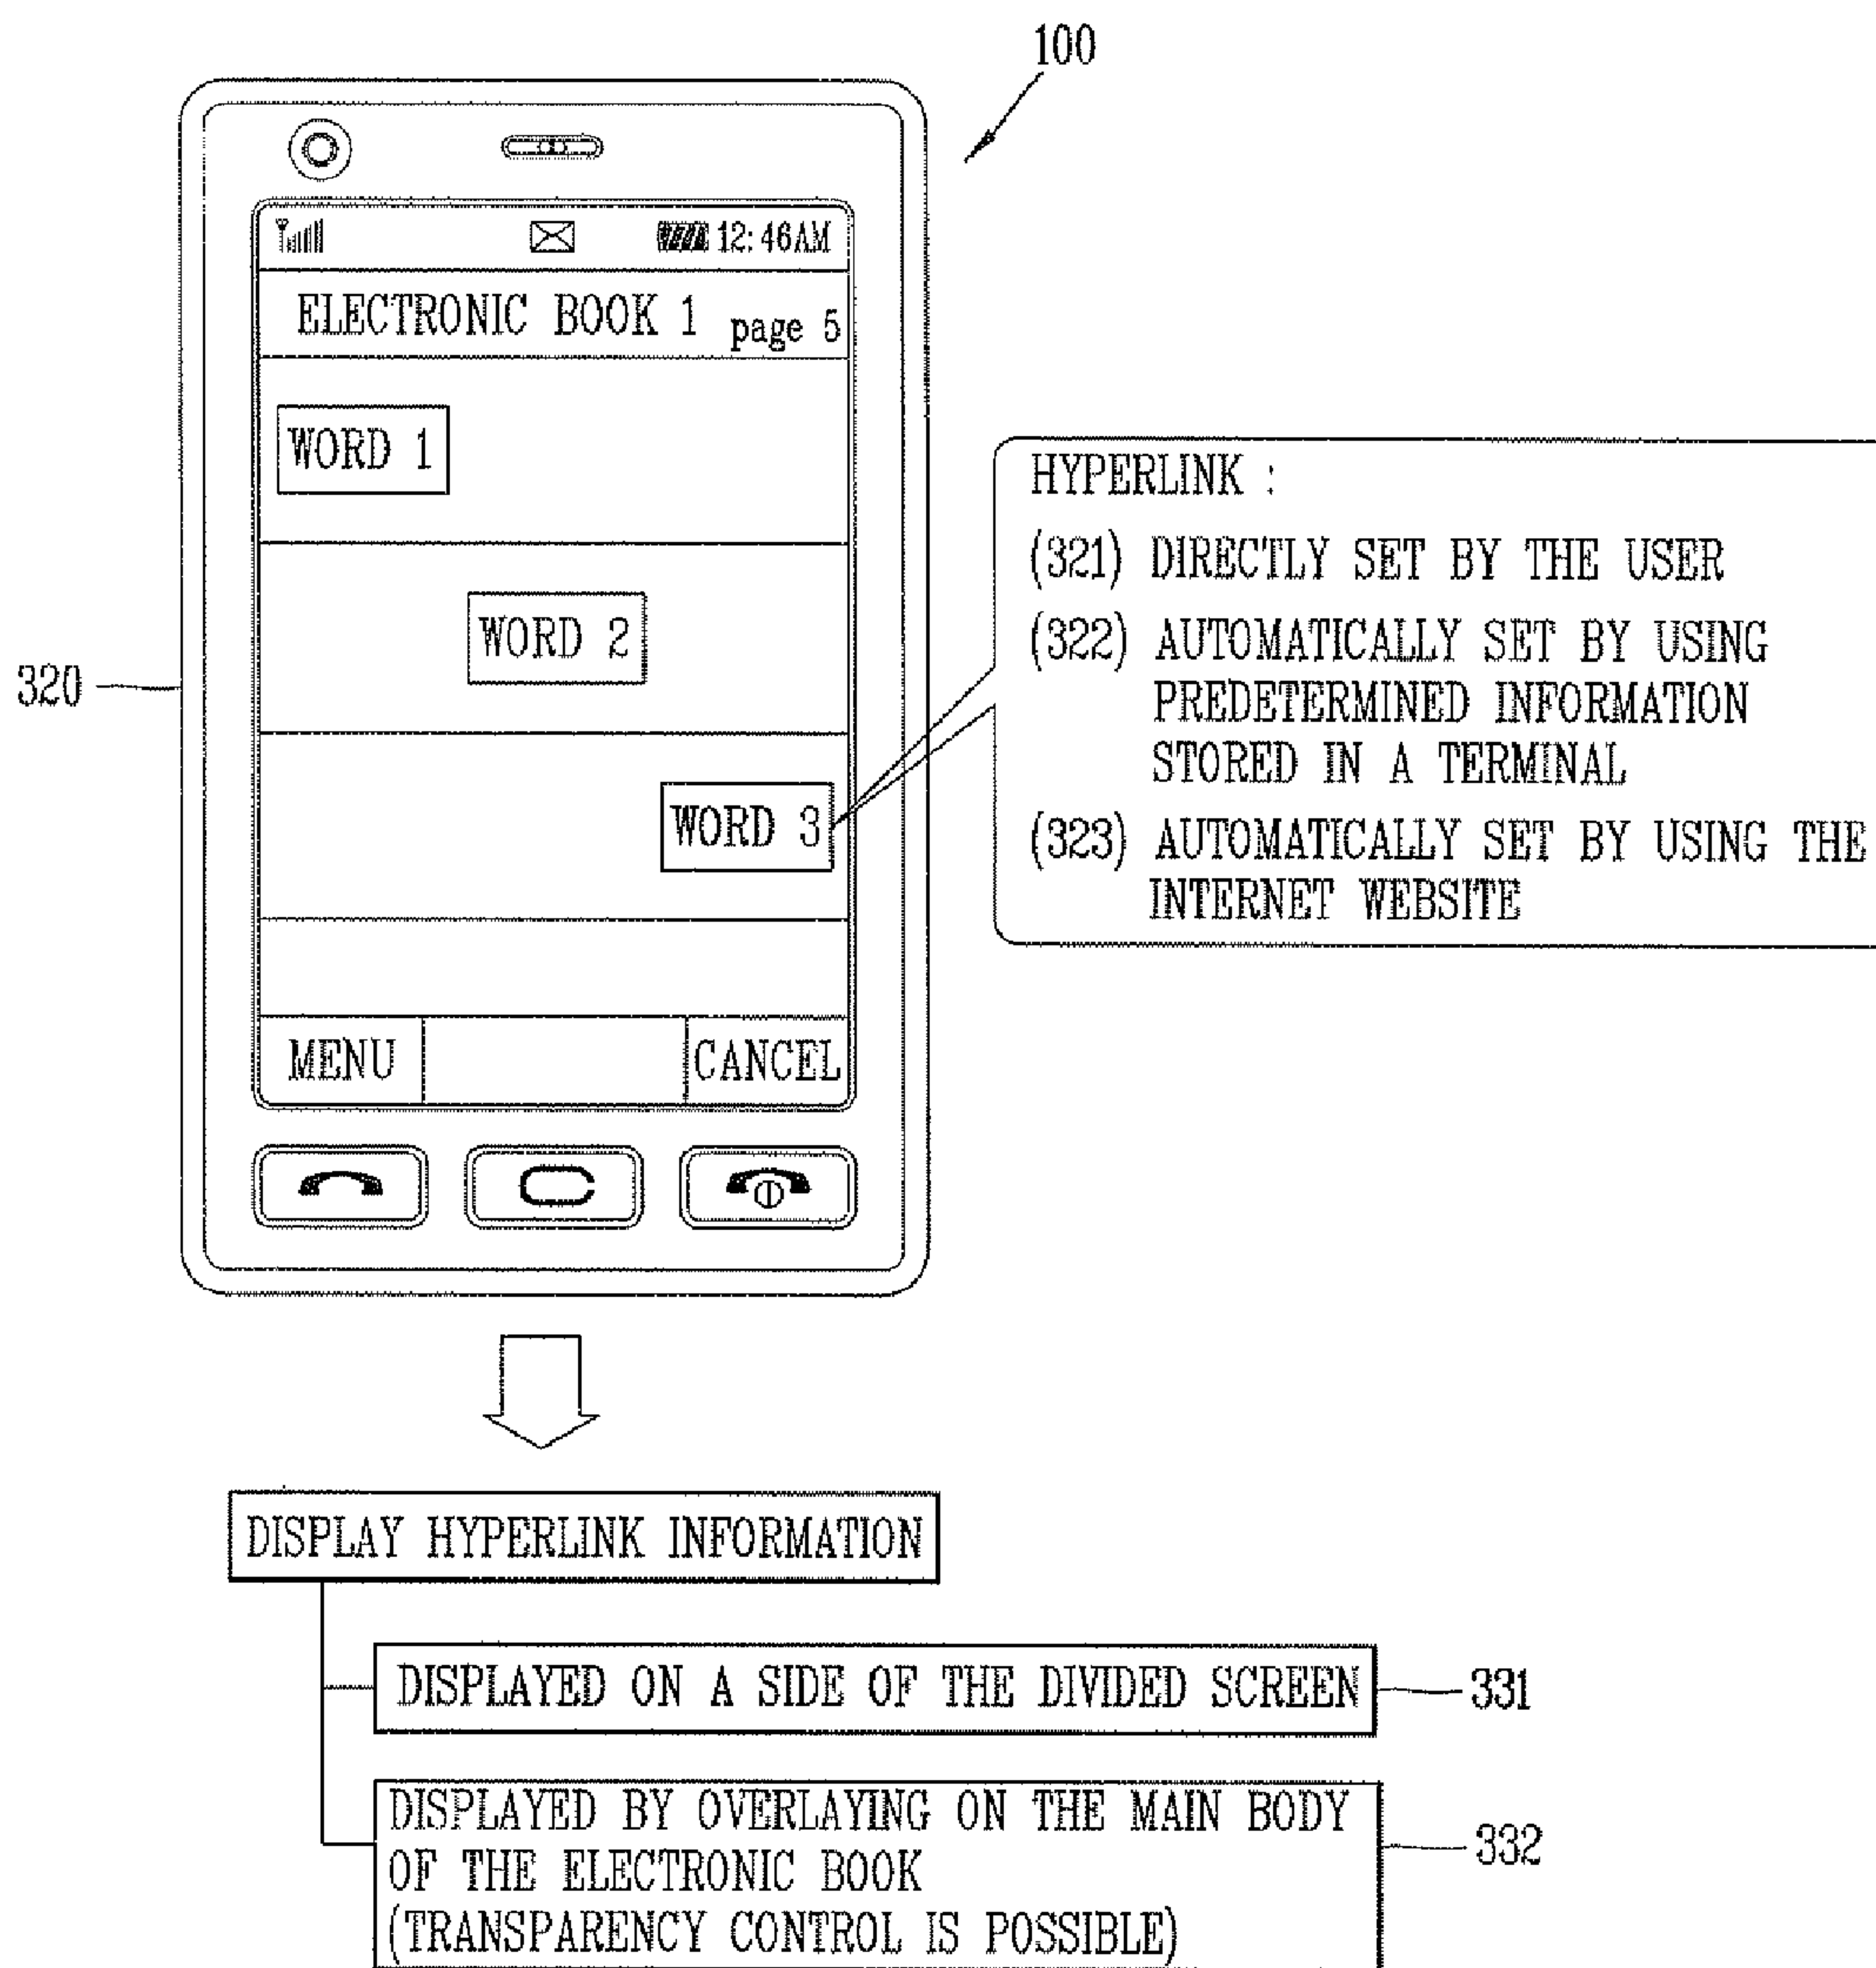 100
12:46AM
ELECTRONIC BOOK 1 page 5
WORD 1
WORD 2
WORD 3
MENU
CANCEL
320
HYPERLINK :
(321) DIRECTLY SET BY THE USER
(322) AUTOMATICALLY SET BY USING
PREDETERMINED INFORMATION
STORED IN A TERMINAL
(323) AUTOMATICALLY SET BY USING THE
INTERNET WEBSITE
DISPLAY HYPERLINK INFORMATION
DISPLAYED ON A SIDE OF THE DIVIDED SCREEN
331
DISPLAYED BY OVERLAYING ON THE MAIN BODY
OF THE ELECTRONIC BOOK
(TRANSPARENCY CONTROL IS POSSIBLE)
332